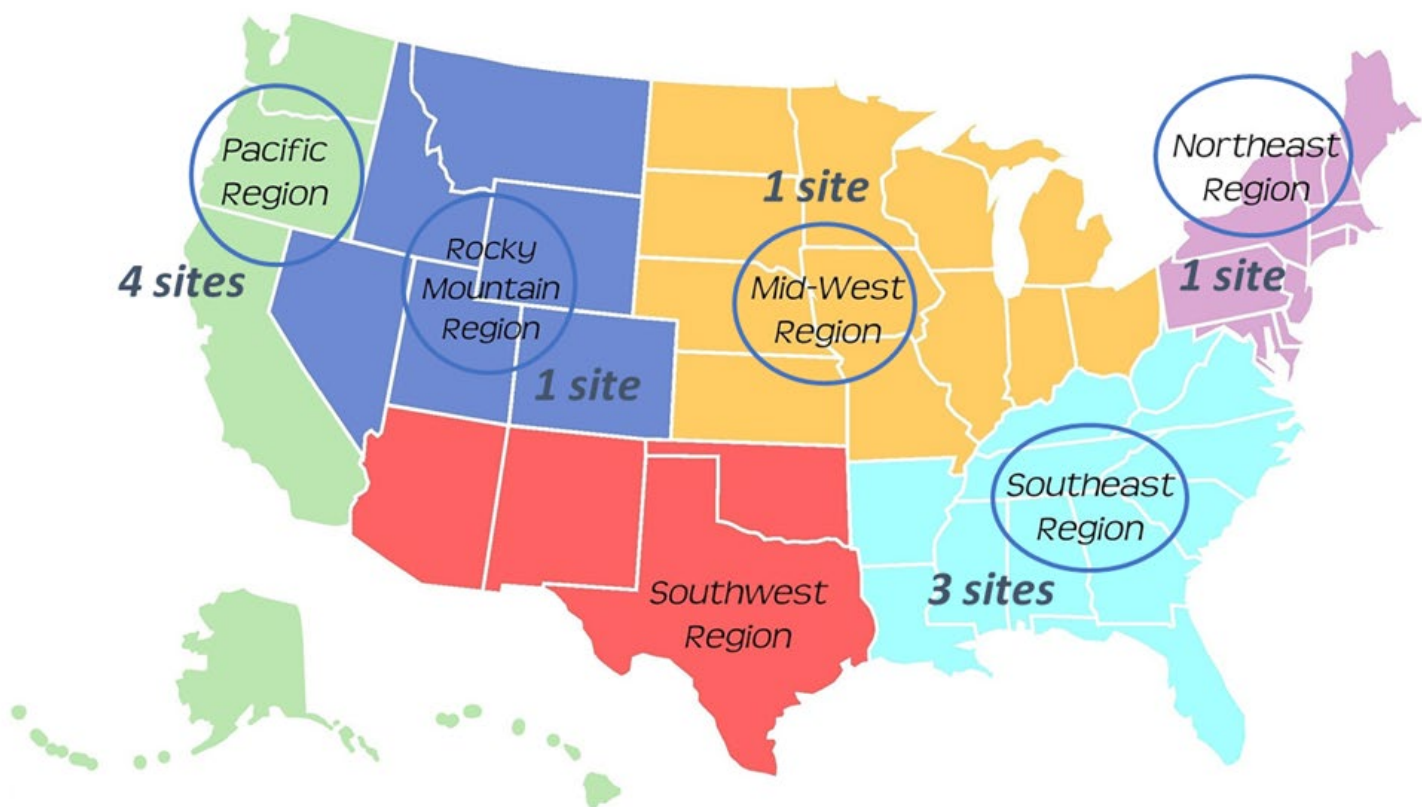 Pacific
Region
4 sites
Rocky
Mountain
Region
1 site
1 site
Mid-West
Region
Northeast
Region
1 site
Southeast
Region
3 sites
Southwest
Region